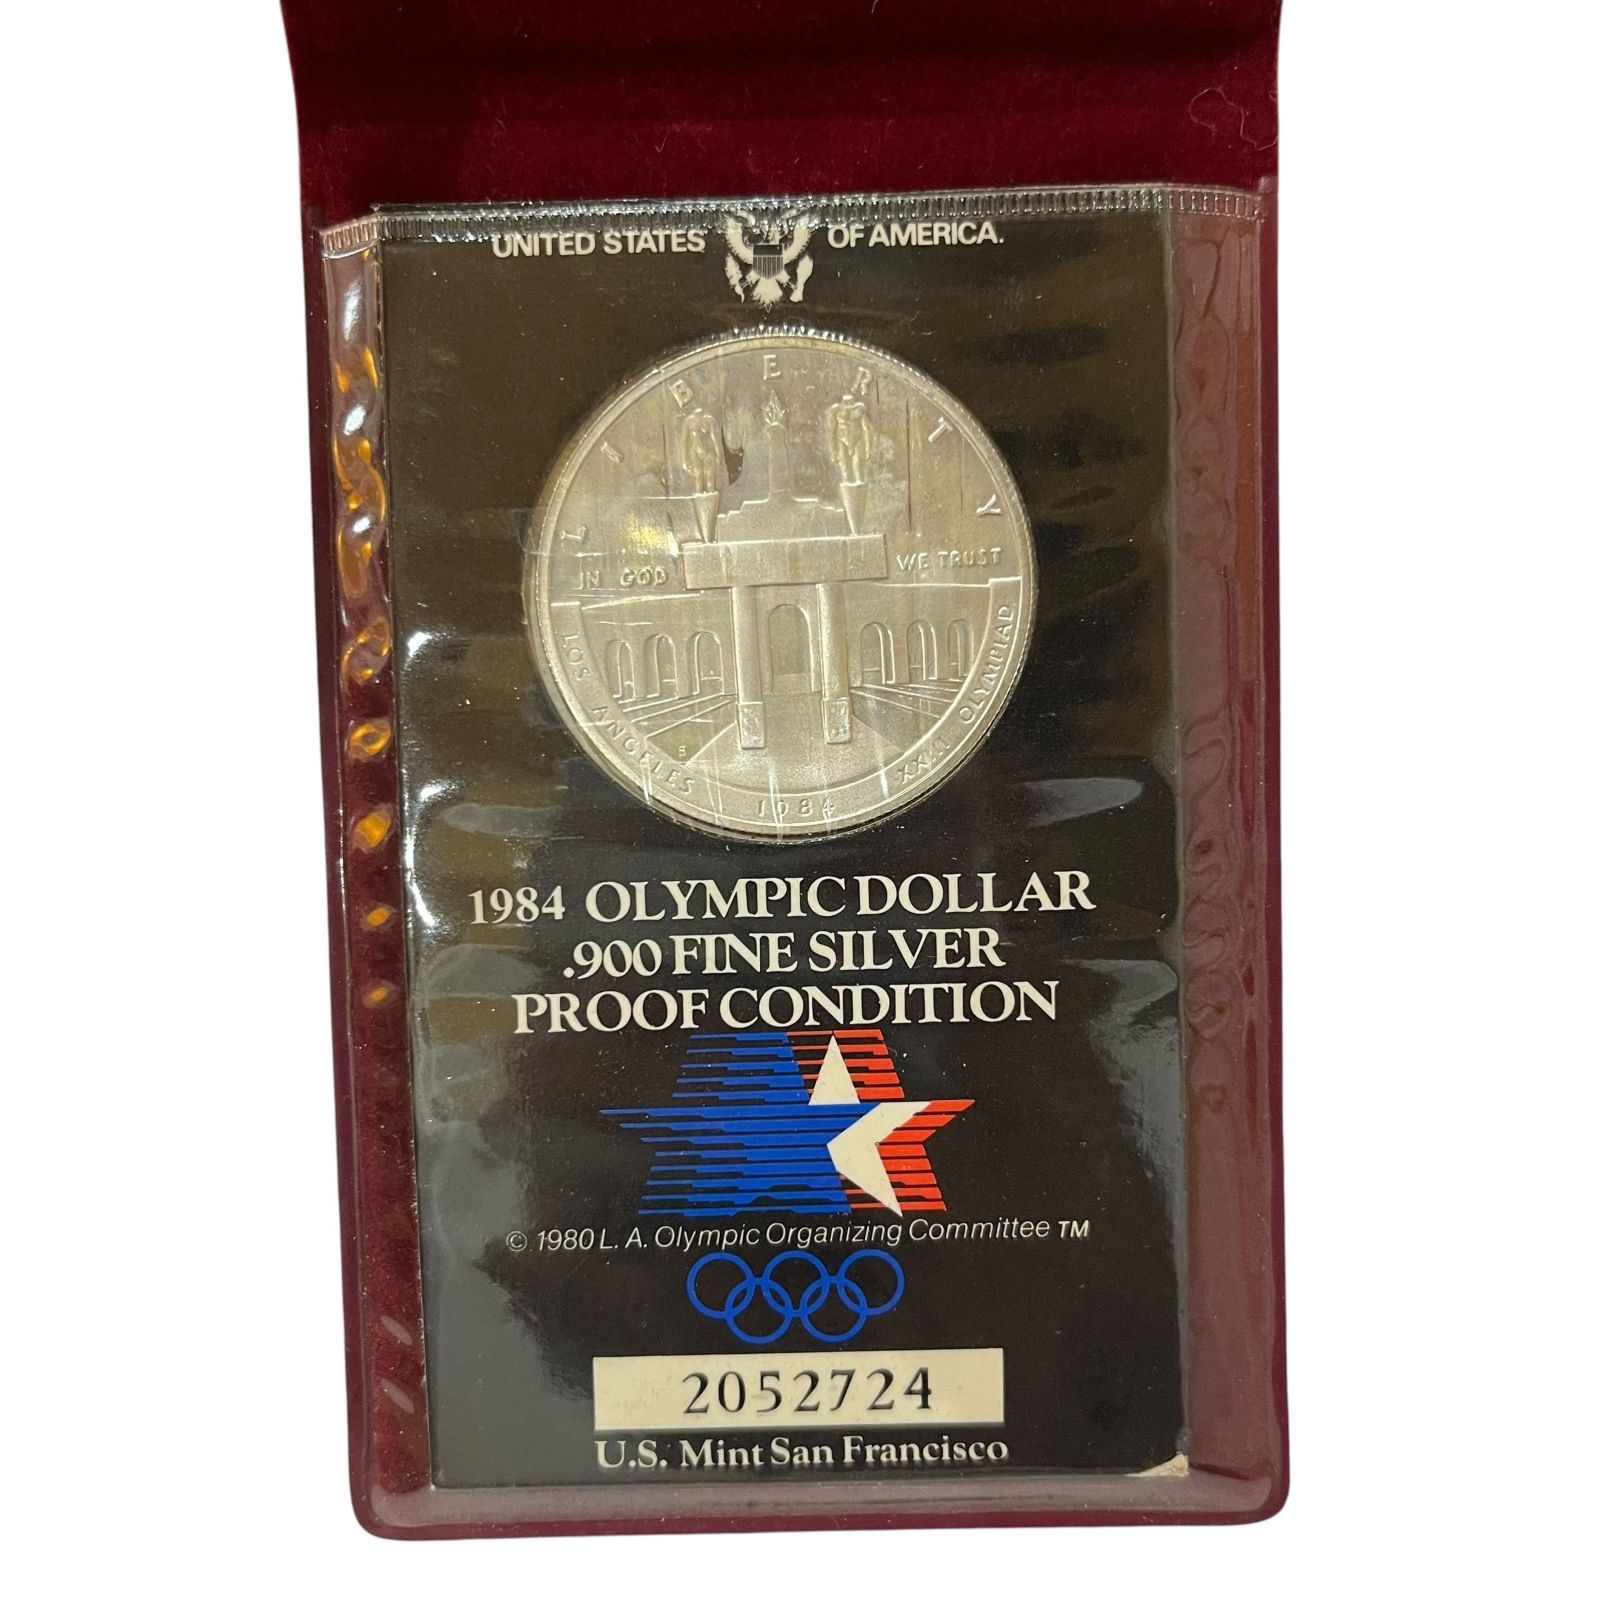 UNITED STATES OF AMERICA.
LIBERTY
IN GOD WE TRUST
LOS ANGELES XXIII OLYMPIAD
S
1984
1984 OLYMPIC DOLLAR
.900 FINE SILVER
PROOF CONDITION
© 1980 L. A. Olympic Organizing Committee TM
2052724
U.S. Mint San Francisco